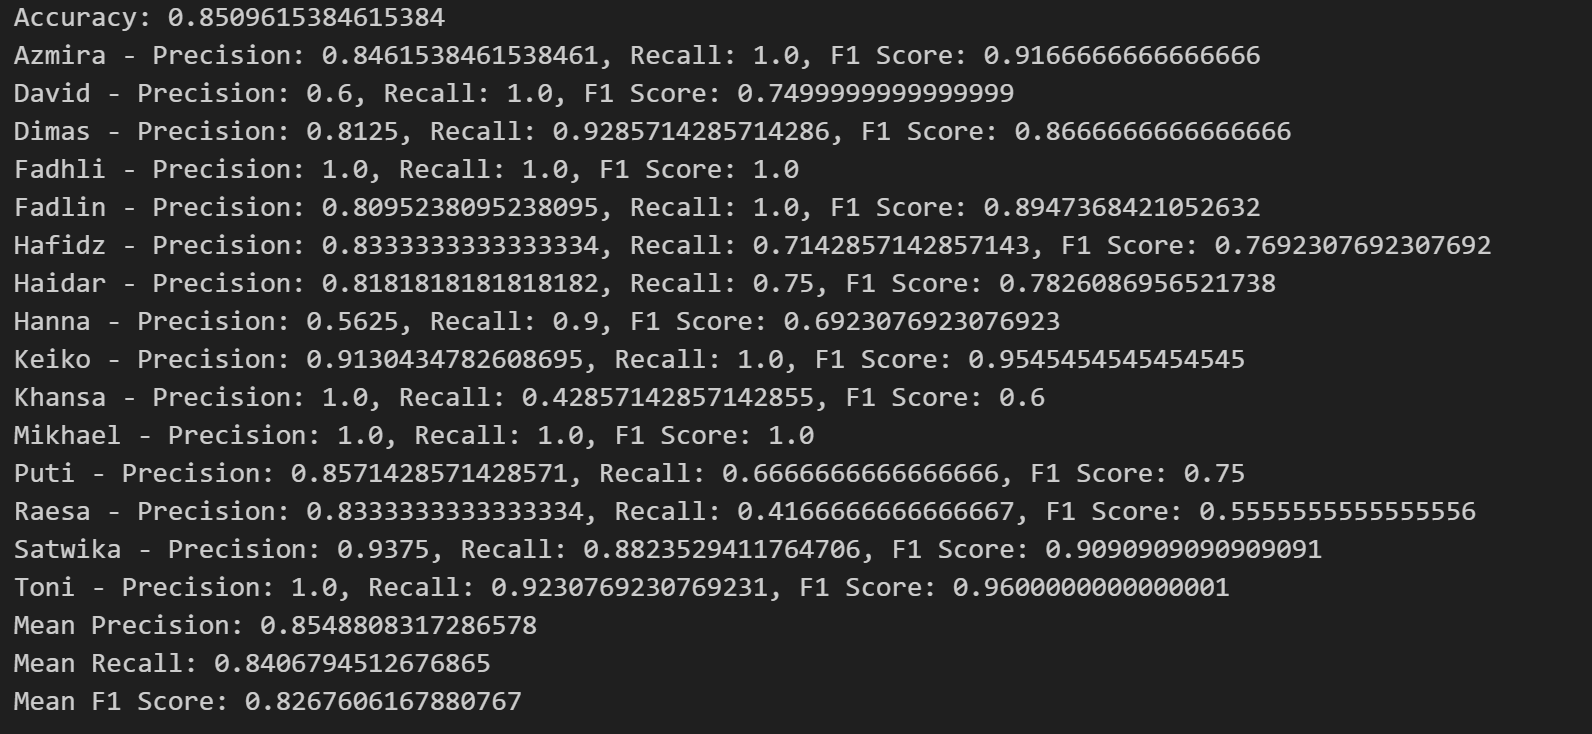 Accuracy: 0.8509615384615384
Azmira - Precision: 0.8461538461538461, Recall: 1.0, F1 Score: 0.9166666666666666
David - Precision: 0.6, Recall: 1.0, F1 Score: 0.7499999999999999
Dimas - Precision: 0.8125, Recall: 0.9285714285714286, F1 Score: 0.8666666666666666
Fadhli - Precision: 1.0, Recall: 1.0, F1 Score: 1.0
Fadlin - Precision: 0.8095238095238095, Recall: 1.0, F1 Score: 0.8947368421052632
Hafidz - Precision: 0.8333333333333334, Recall: 0.7142857142857143, F1 Score: 0.7692307692307692
Haidar - Precision: 0.8181818181818182, Recall: 0.75, F1 Score: 0.7826086956521738
Hanna - Precision: 0.5625, Recall: 0.9, F1 Score: 0.6923076923076923
Keiko - Precision: 0.9130434782608695, Recall: 1.0, F1 Score: 0.9545454545454545
Khansa - Precision: 1.0, Recall: 0.42857142857142855, F1 Score: 0.6
Mikhael - Precision: 1.0, Recall: 1.0, F1 Score: 1.0
Puti - Precision: 0.8571428571428571, Recall: 0.6666666666666666, F1 Score: 0.75
Raesa - Precision: 0.8333333333333334, Recall: 0.4166666666666667, F1 Score: 0.5555555555555556
Satwika - Precision: 0.9375, Recall: 0.8823529411764706, F1 Score: 0.9090909090909091
Toni - Precision: 1.0, Recall: 0.9230769230769231, F1 Score: 0.9600000000000001
Mean Precision: 0.8548808317286578
Mean Recall: 0.8406794512676865
Mean F1 Score: 0.8267606167880767